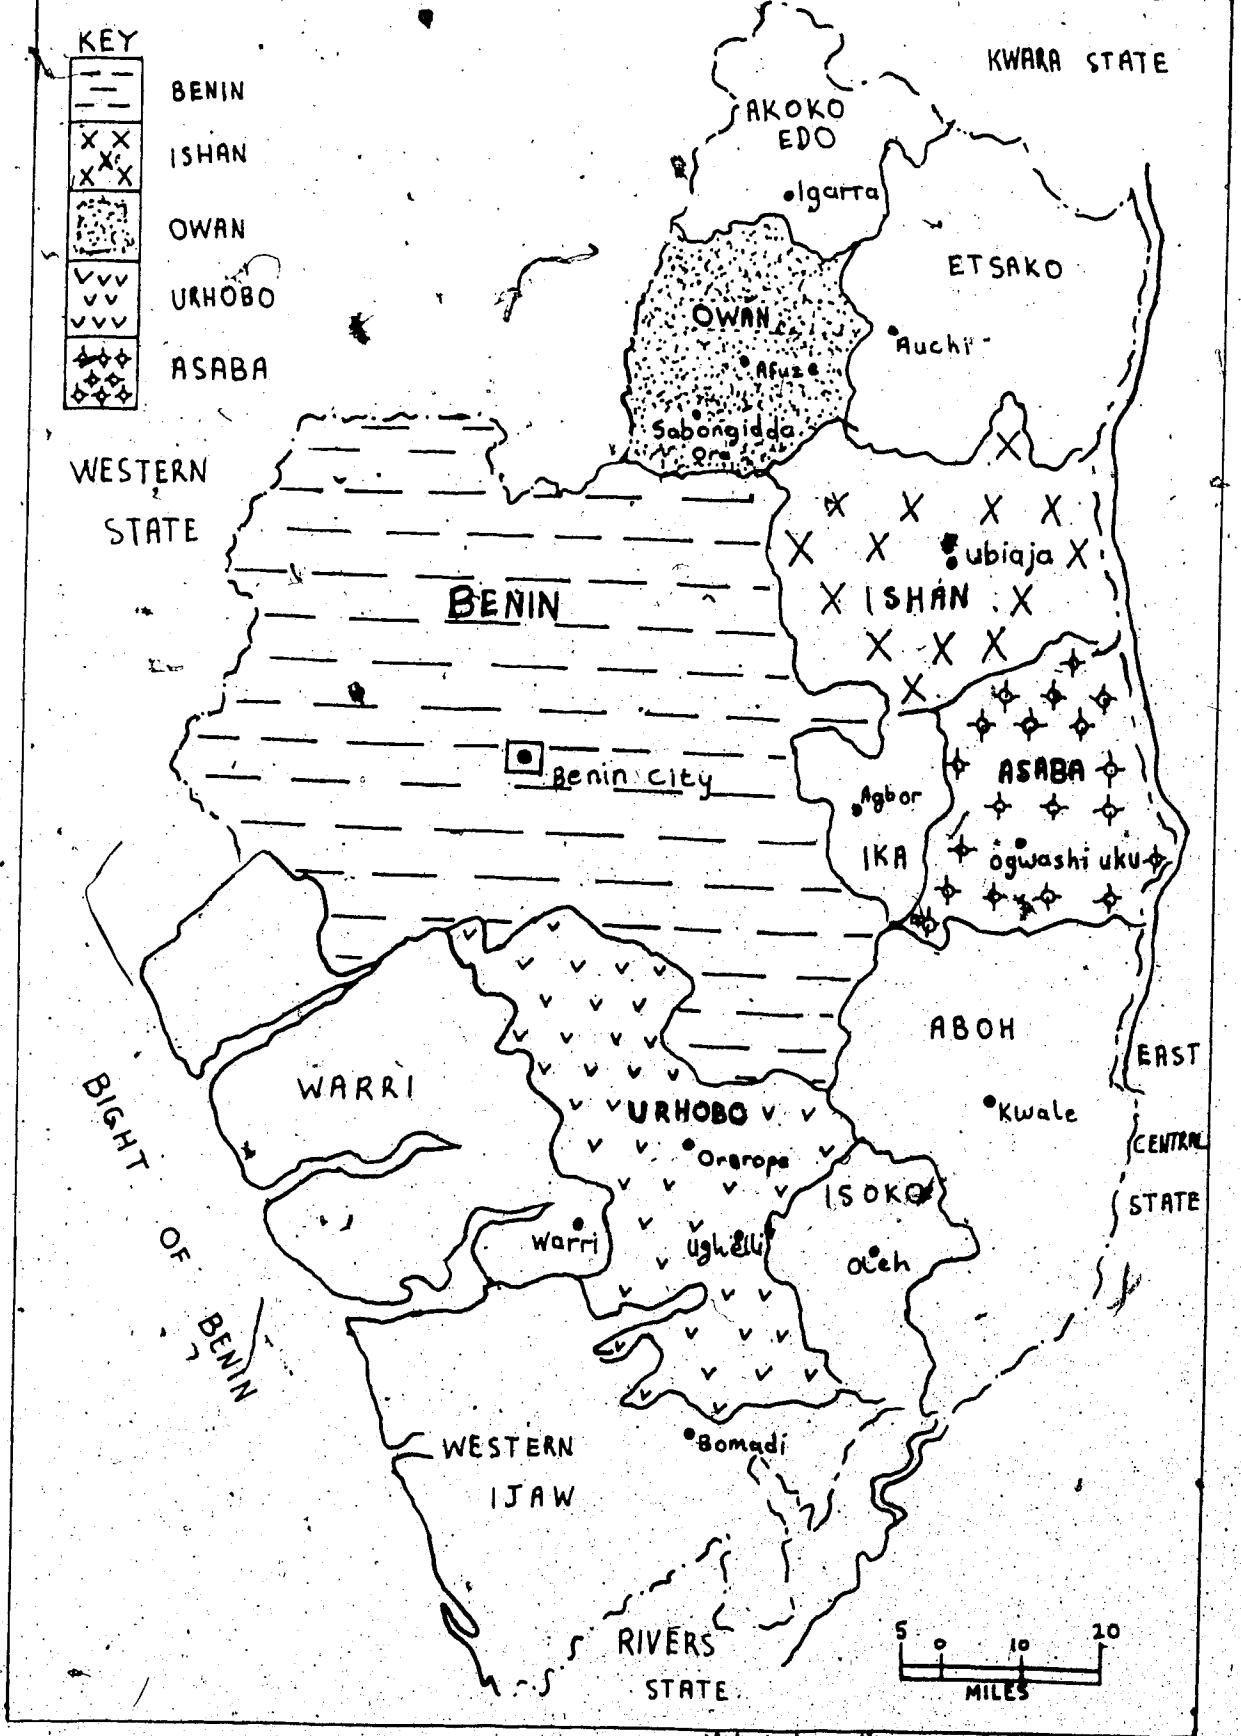 KEY
BENIN
ISHAN
OWAN
URHOBO
ASABA
KWARA STATE
AKOKO
EDO
Igarra
ETSAKO
OWAN
Auchi
Afuze
Sabongidda
Ora
WESTERN
STATE
ubiaja
ISHAN
BENIN
Benin City
ASABA
Agbor
IKA
ogwashi uku
ABOH
EAST
CENTRAL
STATE
Kwale
WARRI
URHOBO
Ororope
ISOKO
Warri
ughelli
Oleh
BIGHT
OF
BENIN
WESTERN
IJAW
Bomadi
RIVERS
STATE
5 0 10 20
MILES